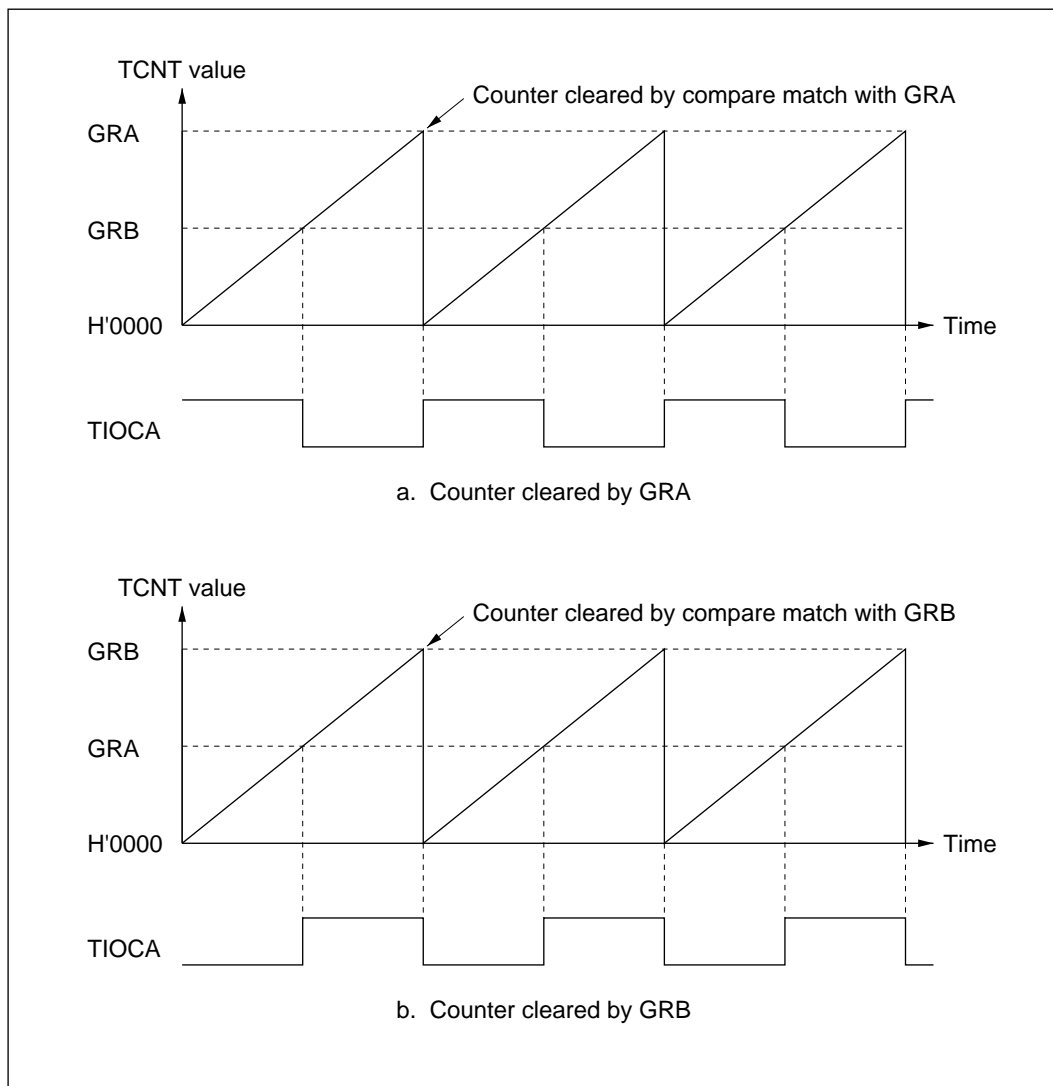 TCNT value
Counter cleared by compare match with GRA
GRA
GRB
H'0000
Time
TIOCA
a. Counter cleared by GRA
TCNT value
Counter cleared by compare match with GRB
GRB
GRA
H'0000
Time
TIOCA
b. Counter cleared by GRB